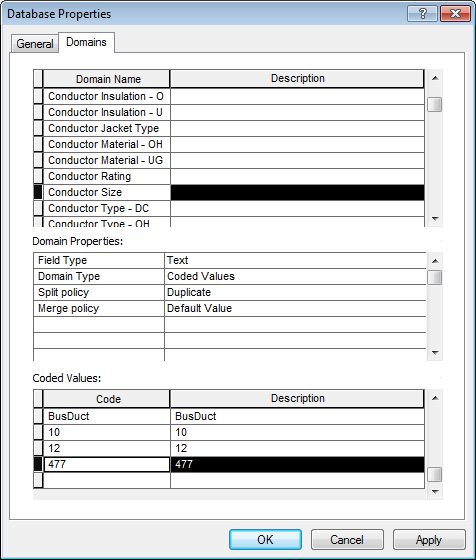 Database Properties
General Domains
Domain Name Description
Conductor Insulation - O
Conductor Insulation - U
Conductor Jacket Type
Conductor Material - OH
Conductor Material - UG
Conductor Rating
Conductor Size
Conductor Type - DC
Conductor Type - OH
Domain Properties:
Field Type Text
Domain Type Coded Values
Split policy Duplicate
Merge policy Default Value
Coded Values:
Code Description
BusDuct BusDuct
10 10
12 12
477 477
OK Cancel Apply